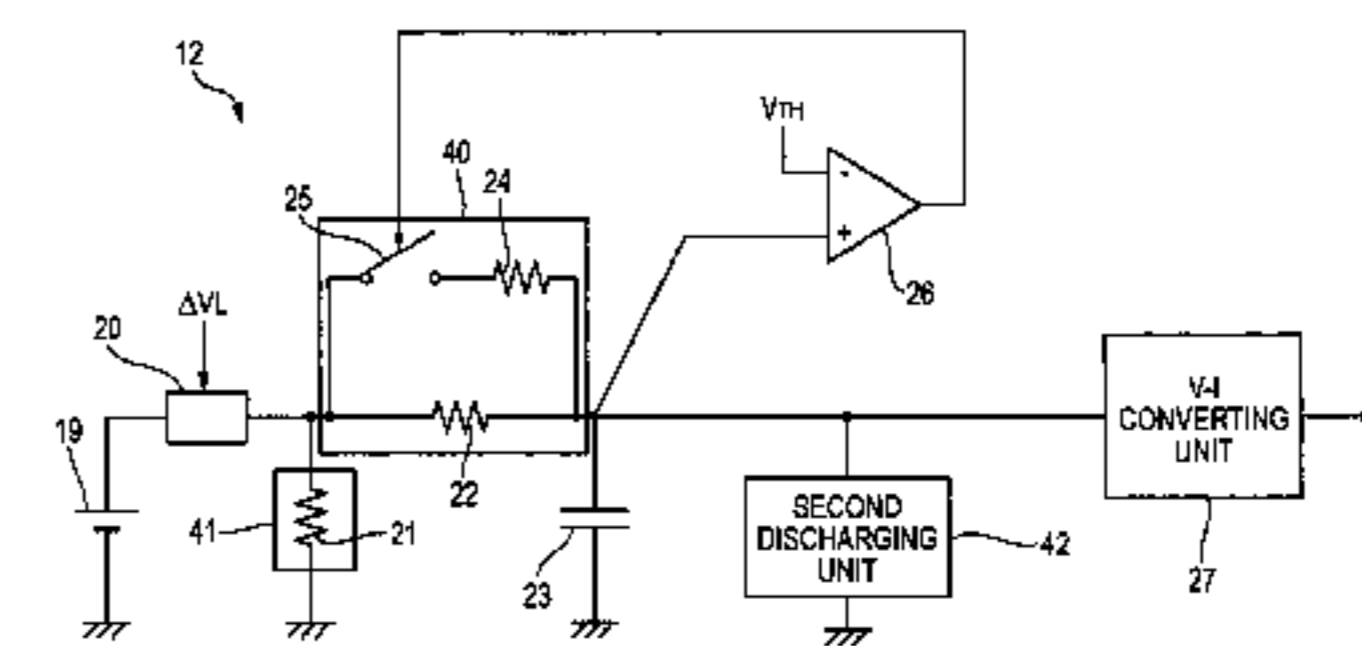 12
VTH
40
24
25
-
+
26
ΔVL
20
19
22
41
21
23
V-I
CONVERTING
UNIT
27
SECOND
DISCHARGING
UNIT
42